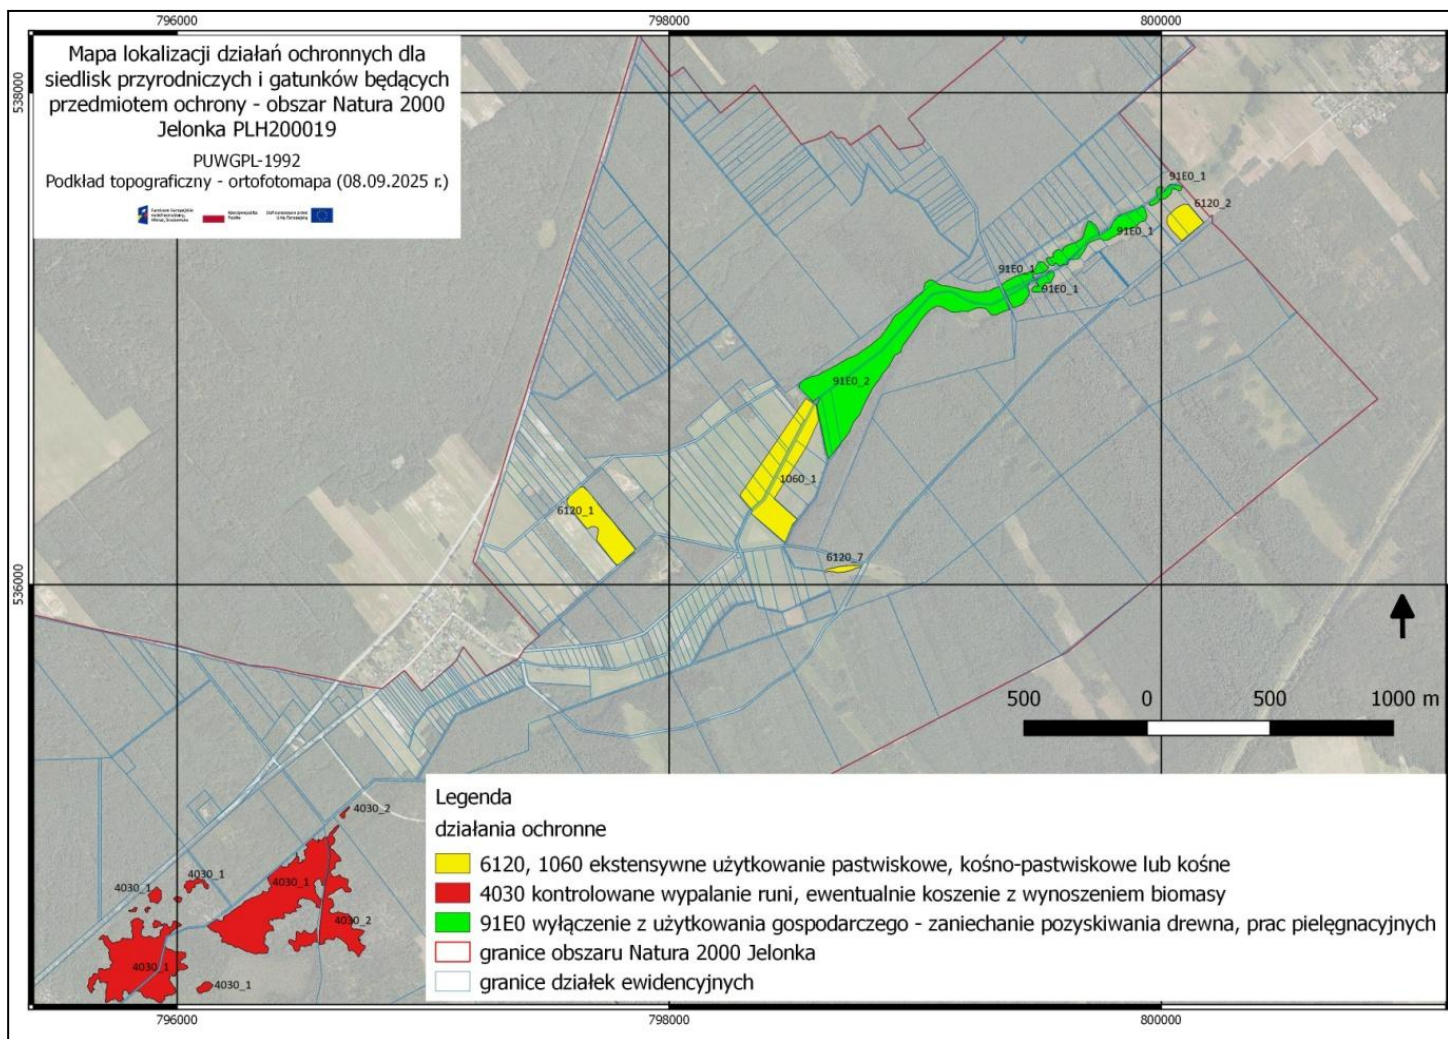 796000
798000
800000
Mapa lokalizacji działań ochronnych dla
siedlisk przyrodniczych i gatunków będących
przedmiotem ochrony - obszar Natura 2000
Jelonka PLH200019
PUWGPL-1992
Podkład topograficzny - ortofotomapa (08.09.2025 r.)
538000
538000
91E0_1
6120_2
91E0_1
91E0_1
91E0_1
91E0_2
1060_1
6120_1
6120_7
536000
536000
500 0 500 1000 m
4030_2
4030_1
4030_1
4030_1
4030_2
4030_1
4030_1
Legenda
działania ochronne
6120, 1060 ekstensywne użytkowanie pastwiskowe, kośno-pastwiskowe lub kośne
4030 kontrolowane wypalanie runi, ewentualnie koszenie z wynoszeniem biomasy
91E0 wyłączenie z użytkowania gospodarczego - zaniechanie pozyskiwania drewna, prac pielęgnacyjnych
granice obszaru Natura 2000 Jelonka
granice działek ewidencyjnych
796000
798000
800000